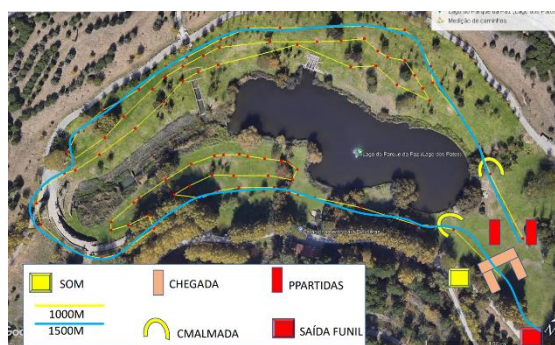 Lago do Parque da Paz (Lago dos Patos)
Medição de caminhos
Lago do Parque da Paz (Lago dos Patos)
SOM
CHEGADA
PPARTIDAS
1000M
1500M
CMALMADA
SAÍDA FUNIL
N